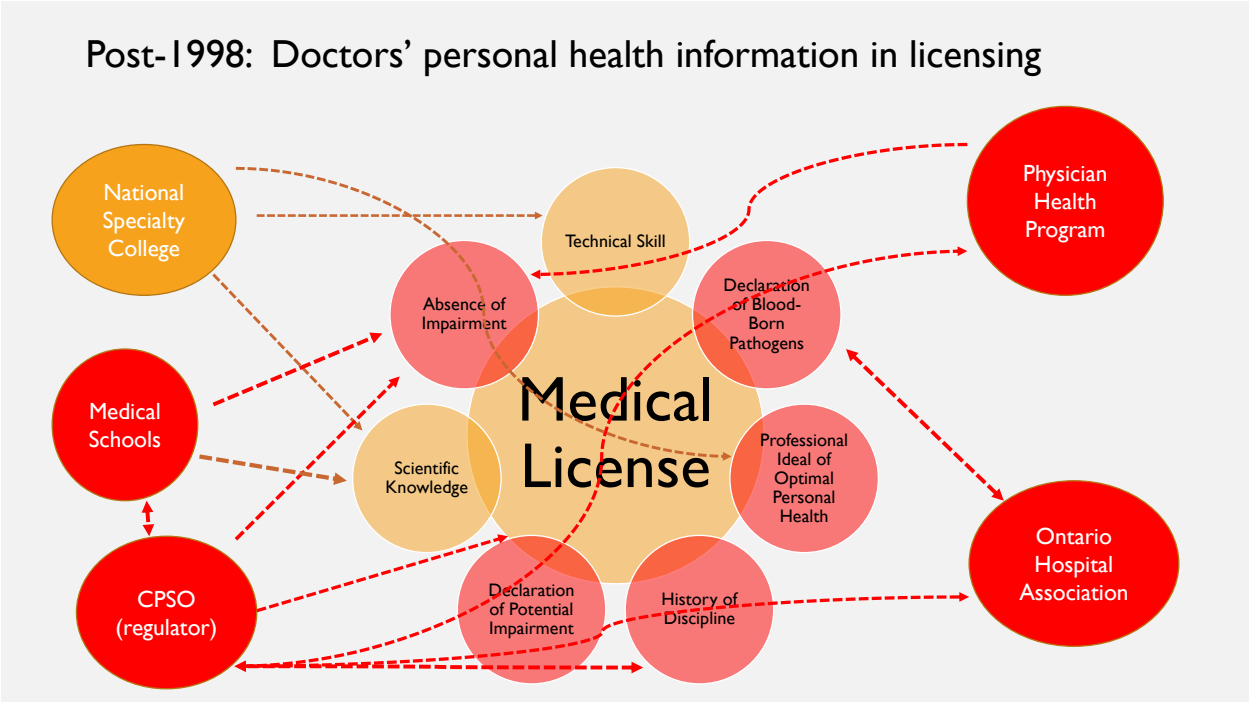 Post-1998:  Doctors’ personal health information in licensing
National
Specialty
College
Physician
Health
Program
Technical Skill
Absence of
Impairment
Declaration
of Blood-
Born
Pathogens
Medical
Schools
Medical
License
Scientific
Knowledge
Professional
Ideal of
Optimal
Personal
Health
CPSO
(regulator)
Declaration
of Potential
Impairment
History of
Discipline
Ontario
Hospital
Association